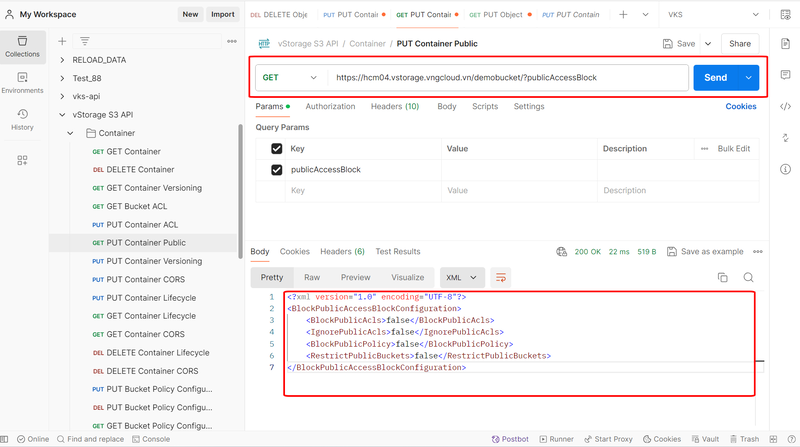 My Workspace
New
Import
DEL DELETE Obje
PUT PUT Contai
GET PUT Contai
PUT PUT Object
PUT PUT Contain
VKS
Collections
Environments
History
RELOAD_DATA
Test_88
vks-api
vStorage S3 API
Container
GET GET Container
DEL DELETE Container
GET GET Container Versioning
GET GET Bucket ACL
PUT PUT Container ACL
GET PUT Container Public
PUT PUT Container Versioning
PUT PUT Container CORS
PUT PUT Container Lifecycle
GET GET Container Lifecycle
GET GET Container CORS
DEL DELETE Container Lifecycle
DEL DELETE Container CORS
PUT PUT Bucket Policy Configu...
GET PUT Bucket Policy Configu...
GET GET Bucket Policy Configu...
HTTP vStorage S3 API / Container / PUT Container Public
Save
Share
GET
https://hcm04.vstorage.vngcloud.vn/demobucket/?publicAccessBlock
Send
Params
Authorization
Headers (10)
Body
Scripts
Settings
Cookies
Query Params
Key
Value
Description
Bulk Edit
publicAccessBlock
Key
Value
Description
Body
Cookies
Headers (6)
Test Results
200 OK
22 ms
519 B
Save as example
Pretty
Raw
Preview
Visualize
XML
1 <?xml version="1.0" encoding="UTF-8"?>
2 <BlockPublicAccessBlockConfiguration>
3 <BlockPublicAcls>false</BlockPublicAcls>
4 <IgnorePublicAcls>false</IgnorePublicAcls>
5 <BlockPublicPolicy>false</BlockPublicPolicy>
6 <RestrictPublicBuckets>false</RestrictPublicBuckets>
7 </BlockPublicAccessBlockConfiguration>
Online
Find and replace
Console
Postbot
Runner
Start Proxy
Cookies
Vault
Trash